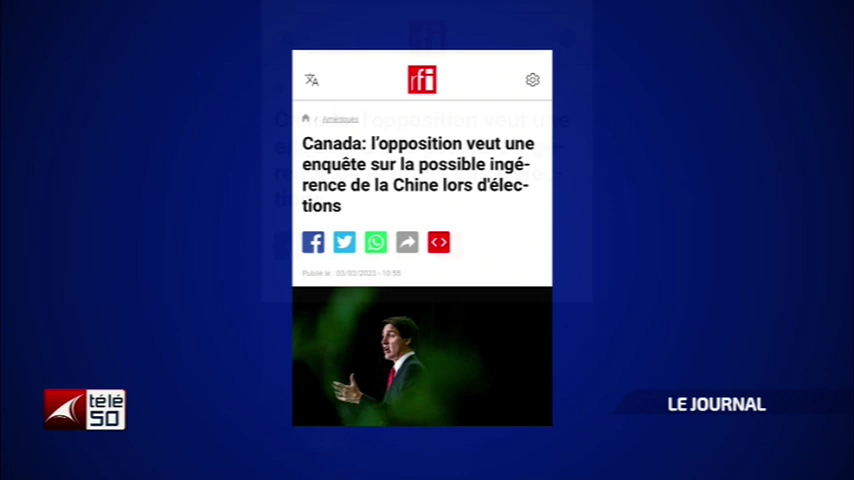 rfi
Amériques
Canada: l'opposition veut une
enquête sur la possible ingé-
rence de la Chine lors d'élec-
tions
Publié le : 03/03/2023 - 10:55
télé
50
LE JOURNAL